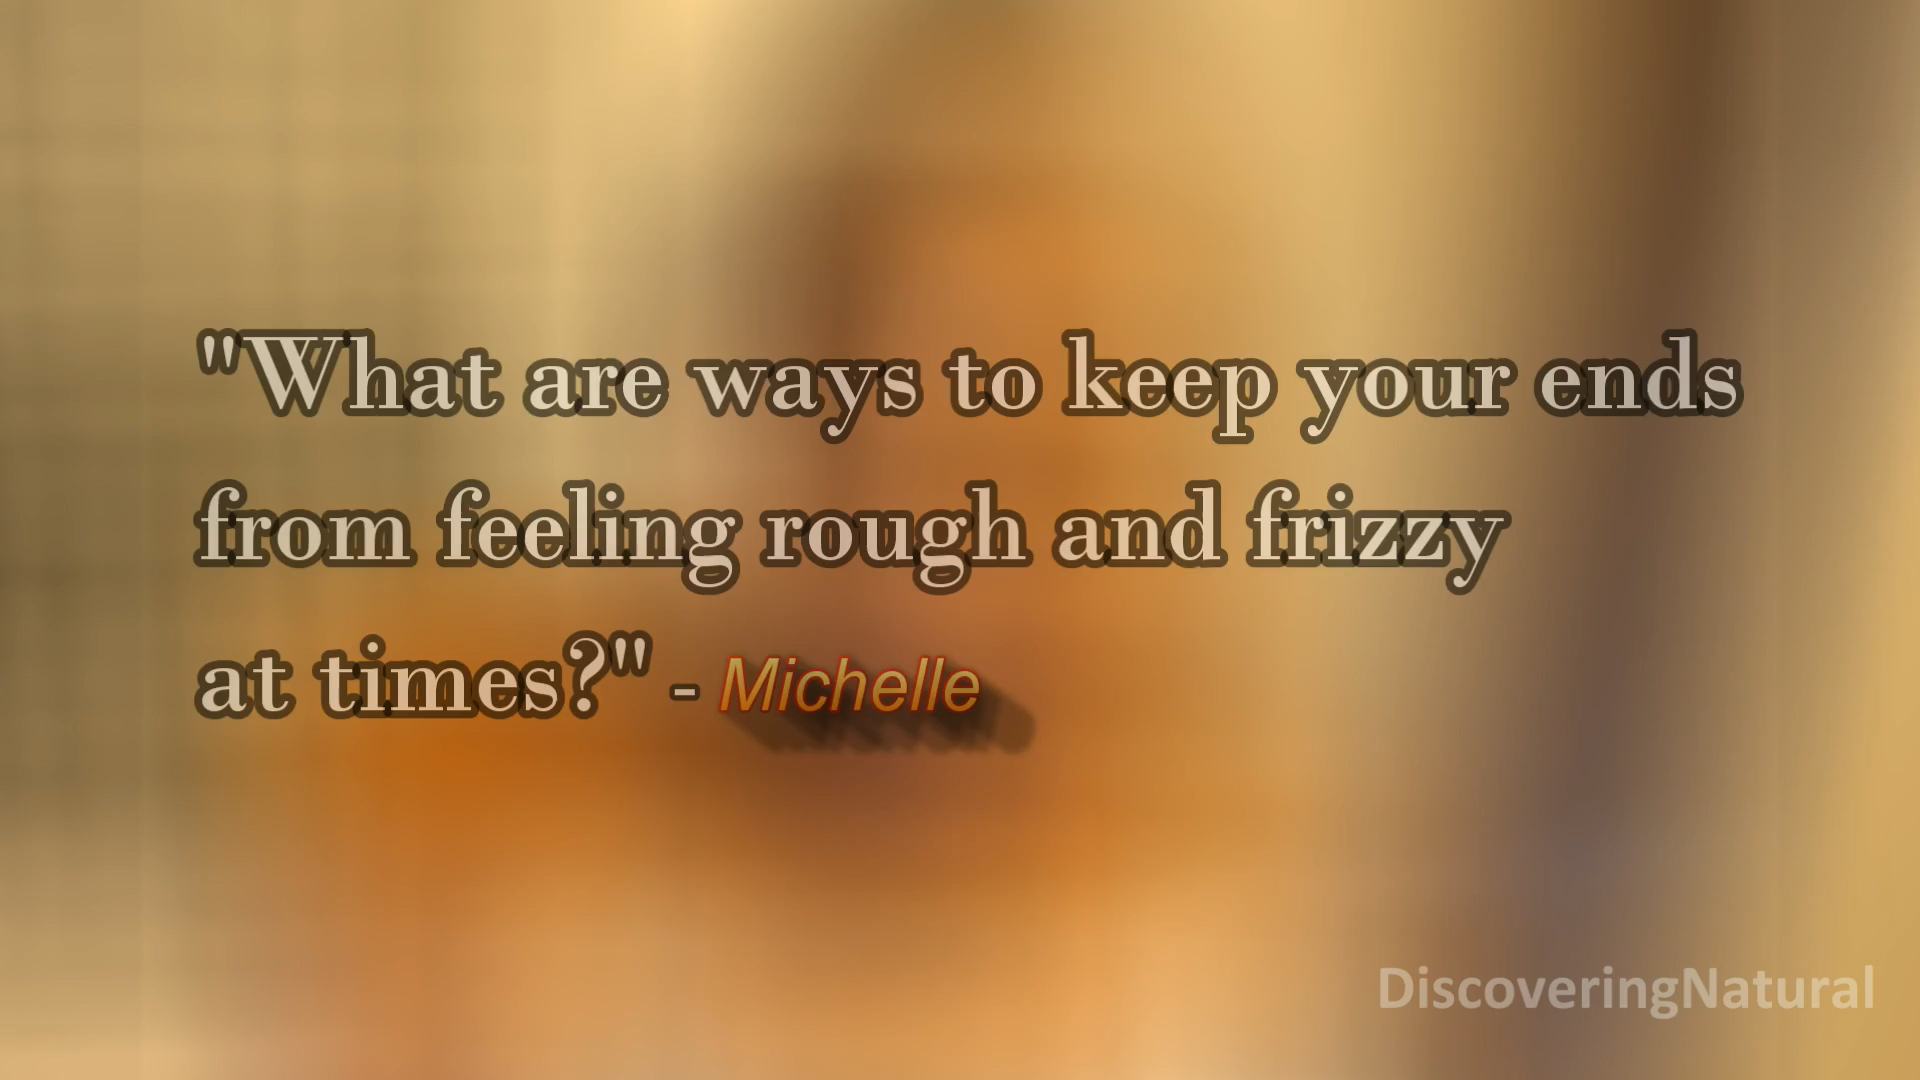 "What are ways to keep your ends
from feeling rough and frizzy
at times?" - Michelle
DiscoveringNatural